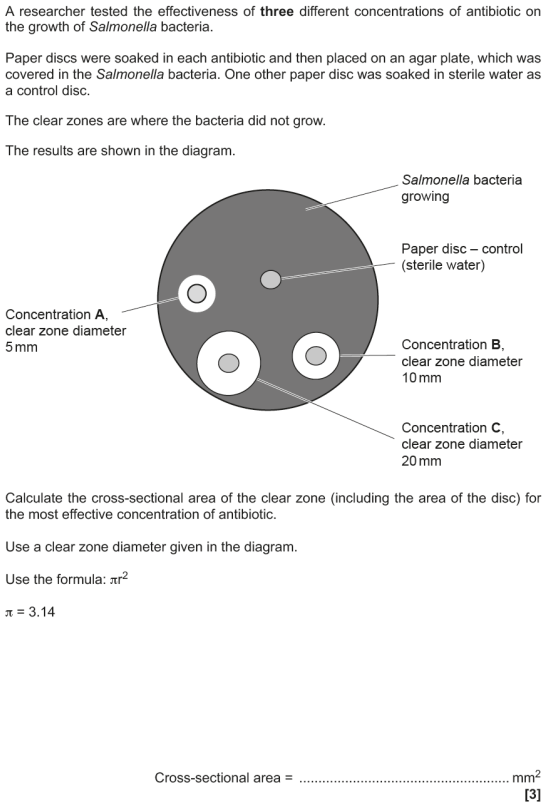 A researcher tested the effectiveness of three different concentrations of antibiotic on
the growth of Salmonella bacteria.
Paper discs were soaked in each antibiotic and then placed on an agar plate, which was
covered in the Salmonella bacteria. One other paper disc was soaked in sterile water as
a control disc.
The clear zones are where the bacteria did not grow.
The results are shown in the diagram.
Salmonella bacteria
growing
Paper disc – control
(sterile water)
Concentration A,
clear zone diameter
5 mm
Concentration B,
clear zone diameter
10 mm
Concentration C,
clear zone diameter
20 mm
Calculate the cross-sectional area of the clear zone (including the area of the disc) for
the most effective concentration of antibiotic.
Use a clear zone diameter given in the diagram.
Use the formula: πr²
π = 3.14
Cross-sectional area = ....................................................... mm²
[3]